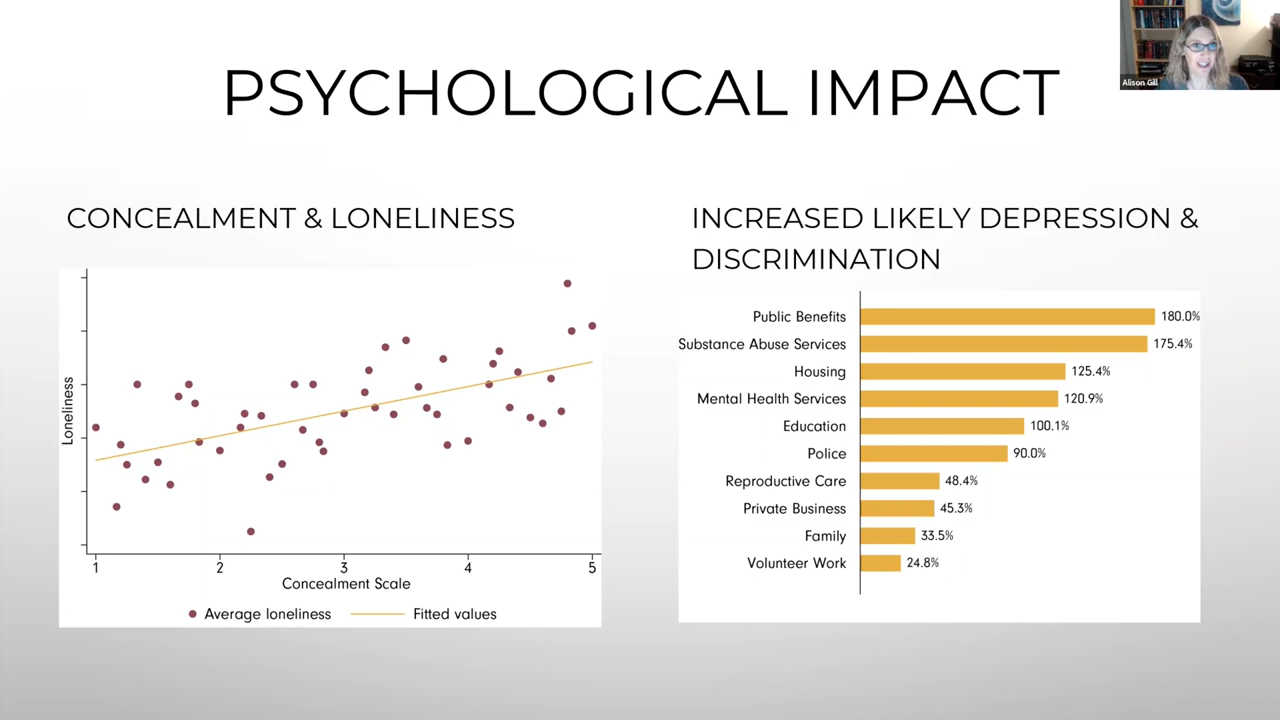 PSYCHOLOGICAL IMPACT
Alison Gill
CONCEALMENT & LONELINESS
Loneliness
1 2 3 4 5
Concealment Scale
Average loneliness Fitted values
INCREASED LIKELY DEPRESSION &
DISCRIMINATION
Public Benefits 180.0%
Substance Abuse Services 175.4%
Housing 125.4%
Mental Health Services 120.9%
Education 100.1%
Police 90.0%
Reproductive Care 48.4%
Private Business 45.3%
Family 33.5%
Volunteer Work 24.8%